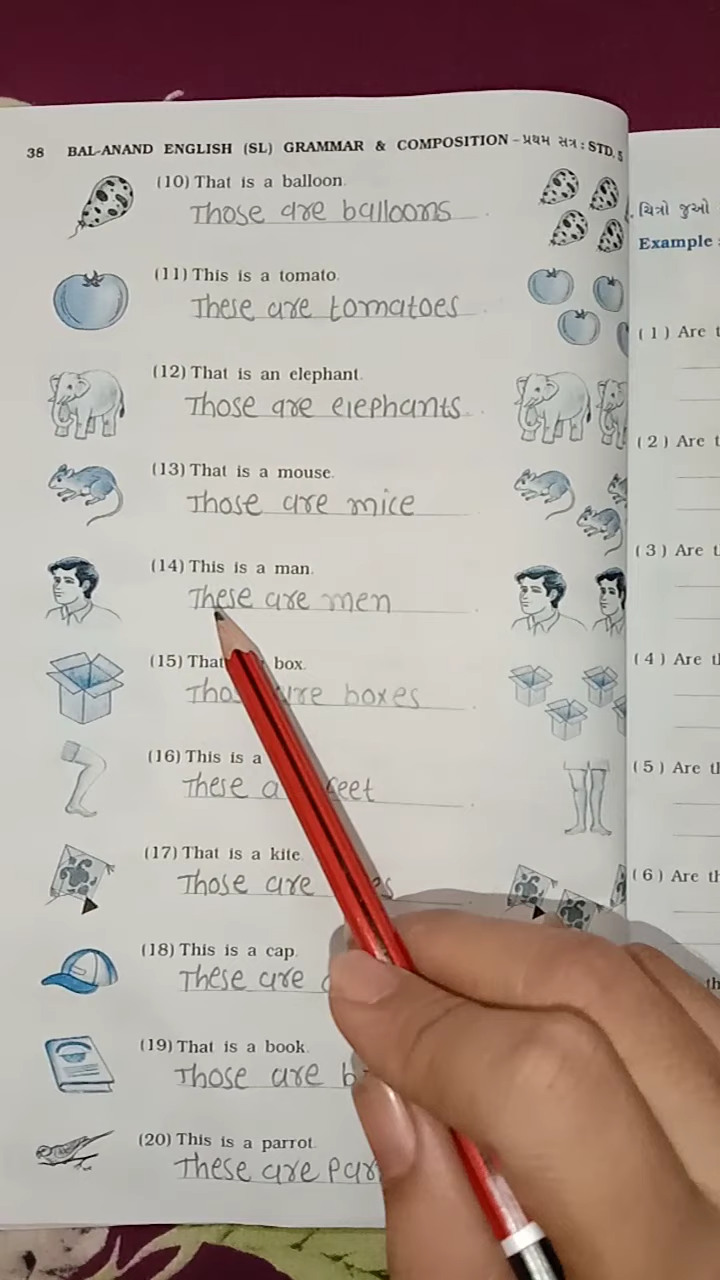 38 BAL-ANAND ENGLISH (SL) GRAMMAR & COMPOSITION – પ્રથમ સત્ર : STD. 5
(10) That is a balloon.
Those are balloons
(11) This is a tomato.
These are tomatoes
(12) That is an elephant.
Those are elephants
(13) That is a mouse.
Those are mice
(14) This is a man.
These are men
(15) That box.
are boxes
(16) This is a
These feet
(17) That is a kite.
Those are
(18) This is a cap.
These are
(19) That is a book.
Those are
(20) This is a parrot.
These are
ચિત્રો જુઓ
Example :
(1) Are
(2) Are
(3) Are
(4) Are
(5) Are
(6) Are